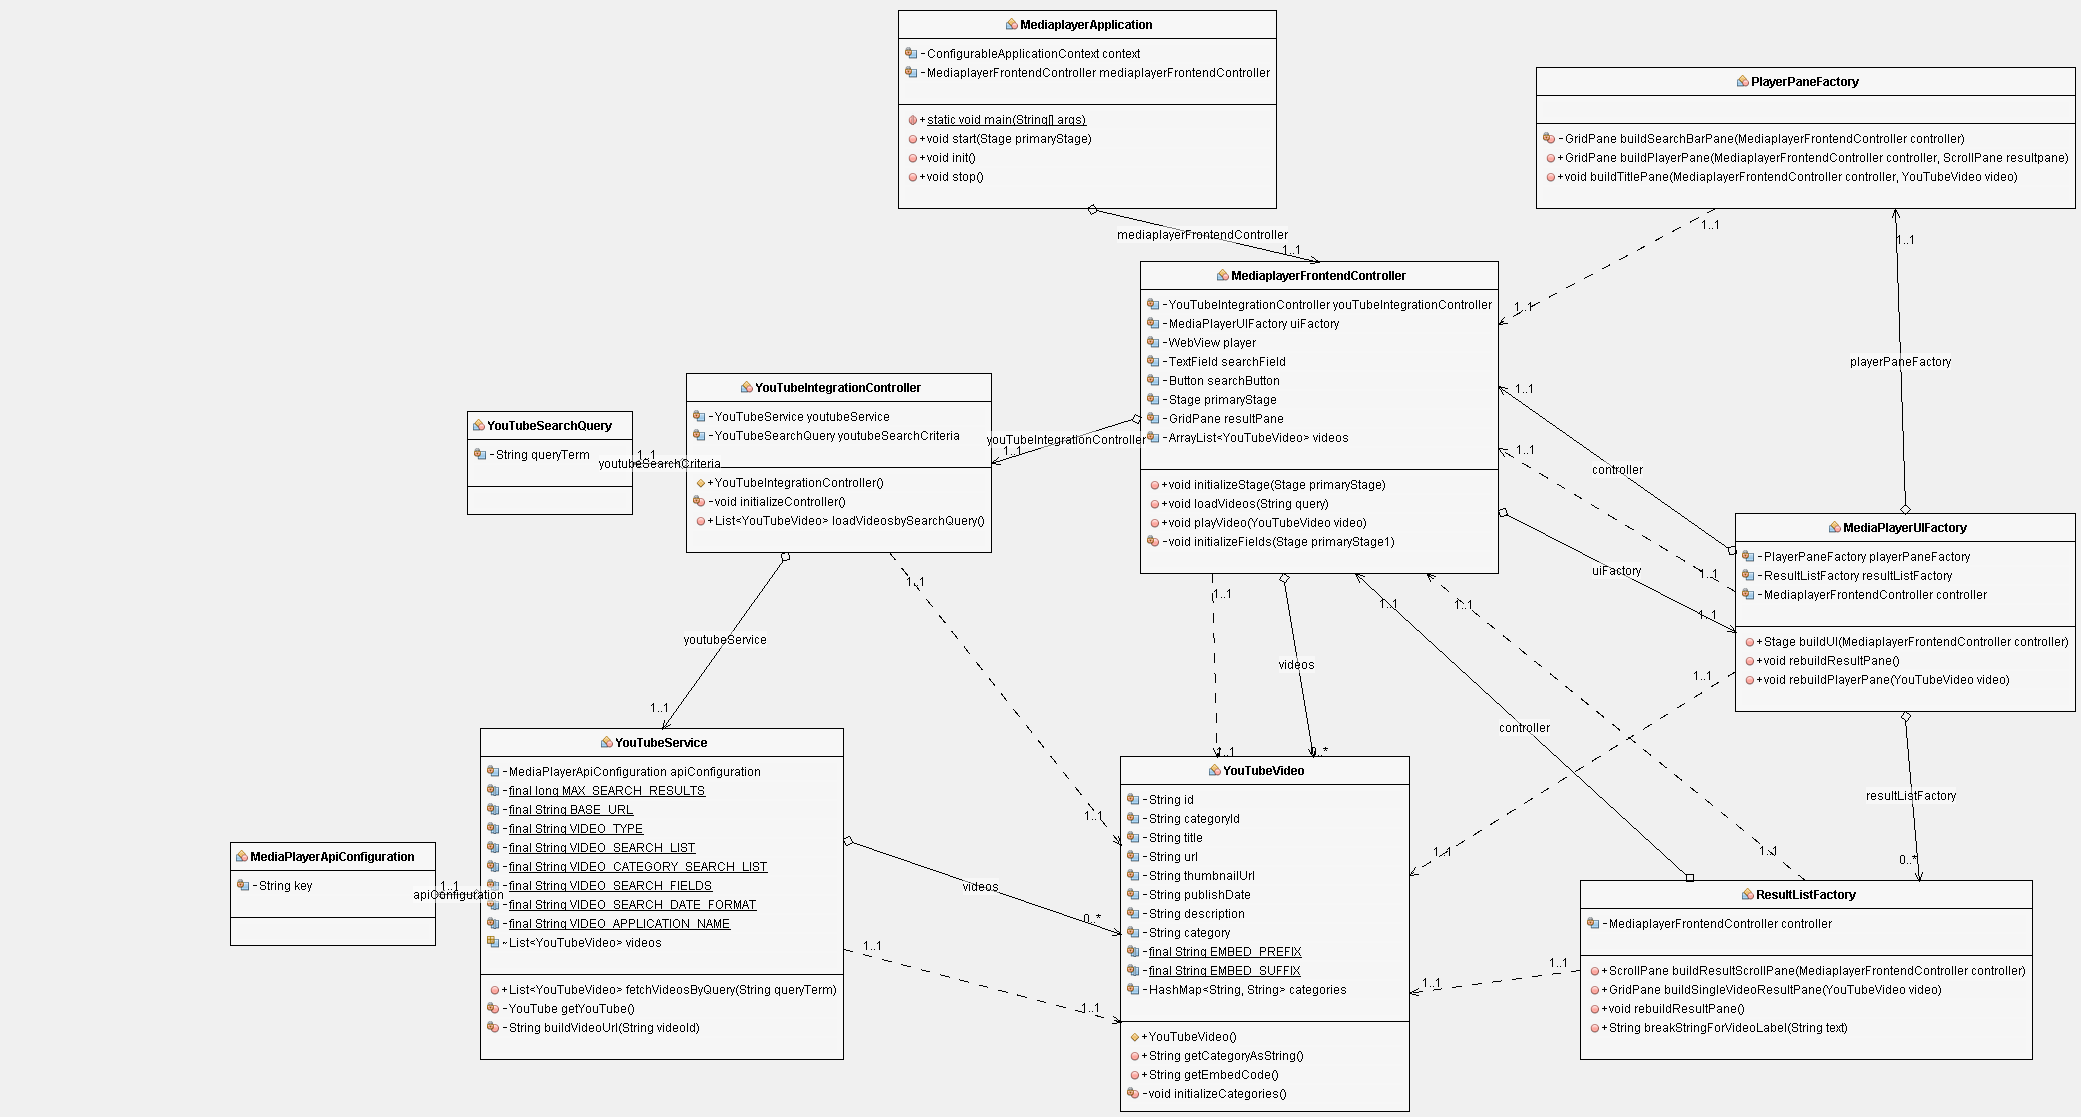 MediaplayerApplication
-ConfigurableApplicationContext context
-MediaplayerFrontendController mediaplayerFrontendController
+static void main(String[] args)
+void start(Stage primaryStage)
+void init()
+void stop()
PlayerPaneFactory
-GridPane buildSearchBarPane(MediaplayerFrontendController controller)
+GridPane buildPlayerPane(MediaplayerFrontendController controller, ScrollPane resultpane)
+void buildTitlePane(MediaplayerFrontendController controller, YouTubeVideo video)
mediaplayerFrontendController
1..1
1..1
1..1
1..1
playerPaneFactory
MediaplayerFrontendController
-YouTubeIntegrationController youTubeIntegrationController
-MediaPlayerUIFactory uiFactory
-WebView player
-TextField searchField
-Button searchButton
-Stage primaryStage
-GridPane resultPane
-ArrayList<YouTubeVideo> videos
+void initializeStage(Stage primaryStage)
+void loadVideos(String query)
+void playVideo(YouTubeVideo video)
-void initializeFields(Stage primaryStage1)
YouTubeIntegrationController
-YouTubeService youtubeService
-YouTubeSearchQuery youtubeSearchCriteria
+YouTubeIntegrationController()
-void initializeController()
+List<YouTubeVideo> loadVideosbySearchQuery()
YouTubeSearchQuery
-String queryTerm
1..1
youtubeSearchCriteria
youTubeIntegrationController
1..1
1..1
controller
1..1
1..1
uiFactory
1..1
MediaPlayerUIFactory
-PlayerPaneFactory playerPaneFactory
-ResultListFactory resultListFactory
-MediaplayerFrontendController controller
+Stage buildUI(MediaplayerFrontendController controller)
+void rebuildResultPane()
+void rebuildPlayerPane(YouTubeVideo video)
1..1
youtubeService
1..1
1..1
1..1
1..1
videos
1..1
0..*
1..1
1..1
controller
1..1
1..1
1..1
resultListFactory
0..*
YouTubeService
-MediaPlayerApiConfiguration apiConfiguration
-final long MAX_SEARCH_RESULTS
-final String BASE_URL
-final String VIDEO_TYPE
-final String VIDEO_SEARCH_LIST
-final String VIDEO_CATEGORY_SEARCH_LIST
-final String VIDEO_SEARCH_FIELDS
-final String VIDEO_SEARCH_DATE_FORMAT
-final String VIDEO_APPLICATION_NAME
~List<YouTubeVideo> videos
+List<YouTubeVideo> fetchVideosByQuery(String queryTerm)
-YouTube getYouTube()
-String buildVideoUrl(String videoId)
MediaPlayerApiConfiguration
-String key
1..1
apiConfiguration
videos
0..*
1..1
1..1
YouTubeVideo
-String id
-String categoryId
-String title
-String url
-String thumbnailUrl
-String publishDate
-String description
-String category
-final String EMBED_PREFIX
-final String EMBED_SUFFIX
-HashMap<String, String> categories
+YouTubeVideo()
+String getCategoryAsString()
+String getEmbedCode()
-void initializeCategories()
1..1
1..1
ResultListFactory
-MediaplayerFrontendController controller
+ScrollPane buildResultScrollPane(MediaplayerFrontendController controller)
+GridPane buildSingleVideoResultPane(YouTubeVideo video)
+void rebuildResultPane()
+String breakStringForVideoLabel(String text)